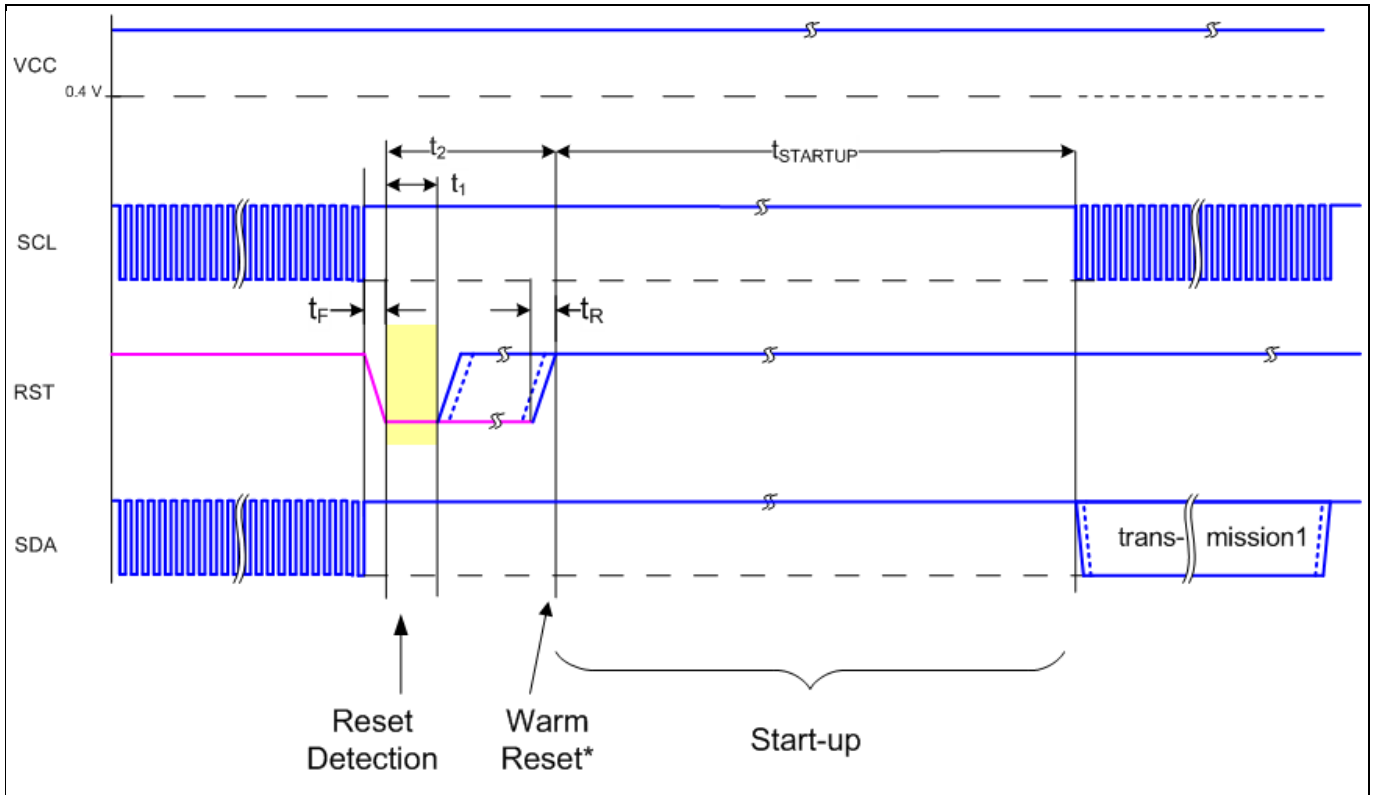 VCC
0.4 V
t2
tSTARTUP
t1
SCL
tF
tR
RST
SDA
trans- mission1
Reset
Detection
Warm
Reset*
Start-up